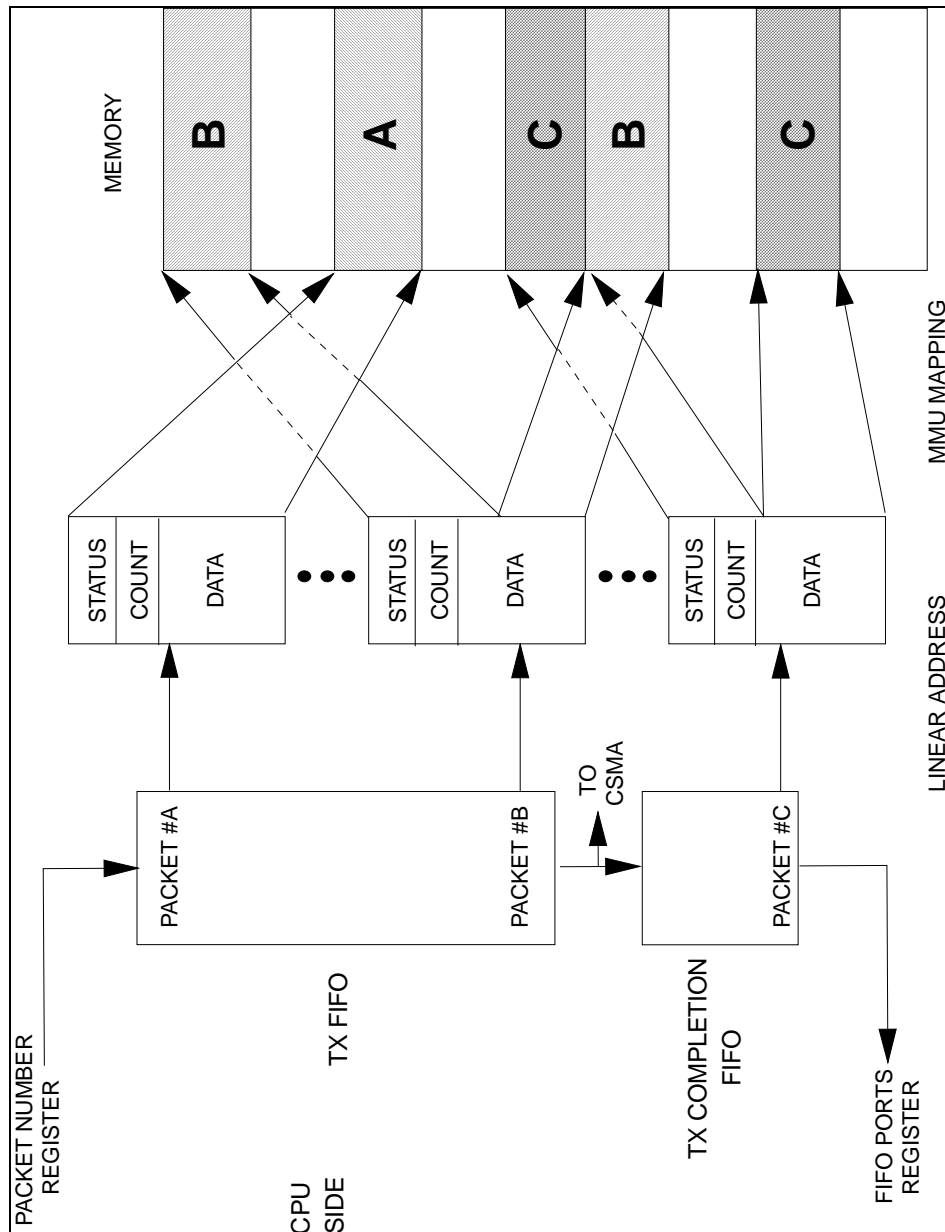 PACKET NUMBER
REGISTER
CPU
SIDE
TX FIFO
PACKET #A
PACKET #B
TO
CSMA
TX COMPLETION
FIFO
PACKET #C
FIFO PORTS
REGISTER
STATUS
COUNT
DATA
STATUS
COUNT
DATA
STATUS
COUNT
DATA
LINEAR ADDRESS
MMU MAPPING
MEMORY
B
A
C
B
C